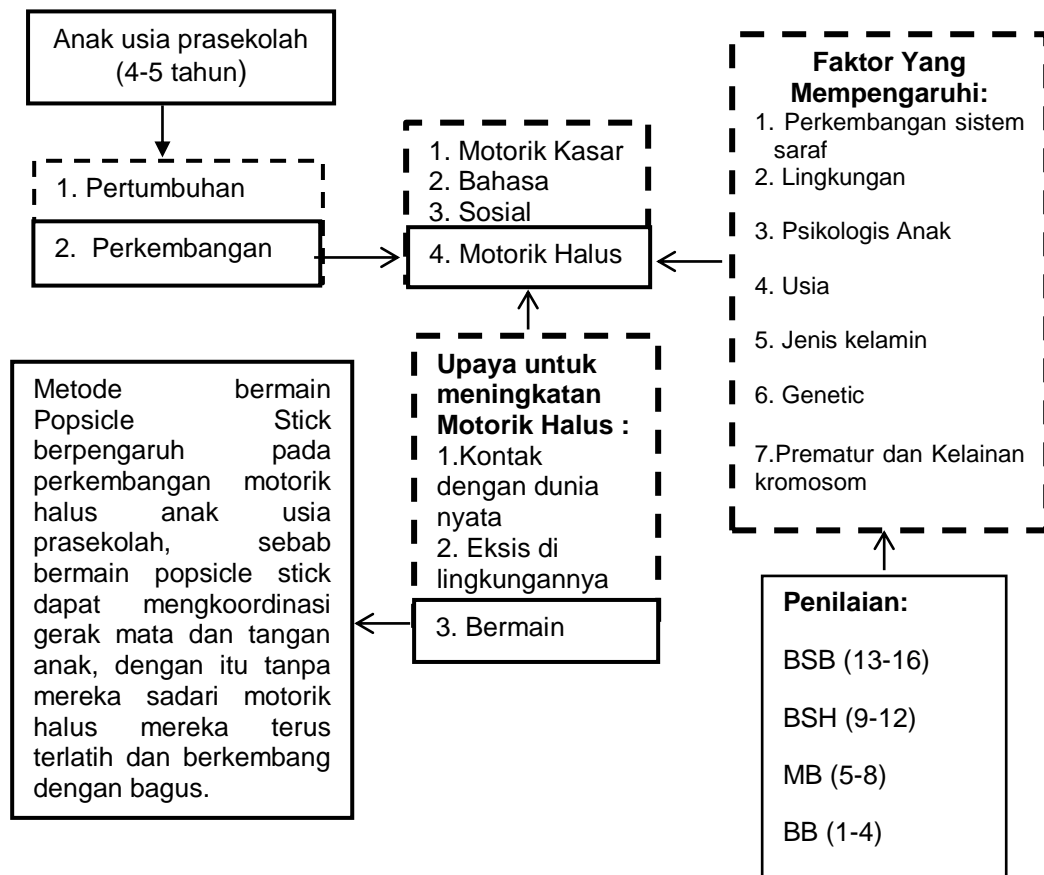 Anak usia prasekolah
(4-5 tahun)
1. Pertumbuhan
2. Perkembangan
1. Motorik Kasar
2. Bahasa
3. Sosial
4. Motorik Halus
Faktor Yang
Mempengaruhi:
1. Perkembangan sistem
saraf
2. Lingkungan
3. Psikologis Anak
4. Usia
5. Jenis kelamin
6. Genetic
7.Prematur dan Kelainan
kromosom
Upaya untuk
meningkatan
Motorik Halus :
1.Kontak
dengan dunia
nyata
2. Eksis di
lingkungannya
3. Bermain
Metode bermain
Popsicle Stick
berpengaruh pada
perkembangan motorik
halus anak usia
prasekolah, sebab
bermain popsicle stick
dapat mengkoordinasi
gerak mata dan tangan
anak, dengan itu tanpa
mereka sadari motorik
halus mereka terus
terlatih dan berkembang
dengan bagus.
Penilaian:
BSB (13-16)
BSH (9-12)
MB (5-8)
BB (1-4)